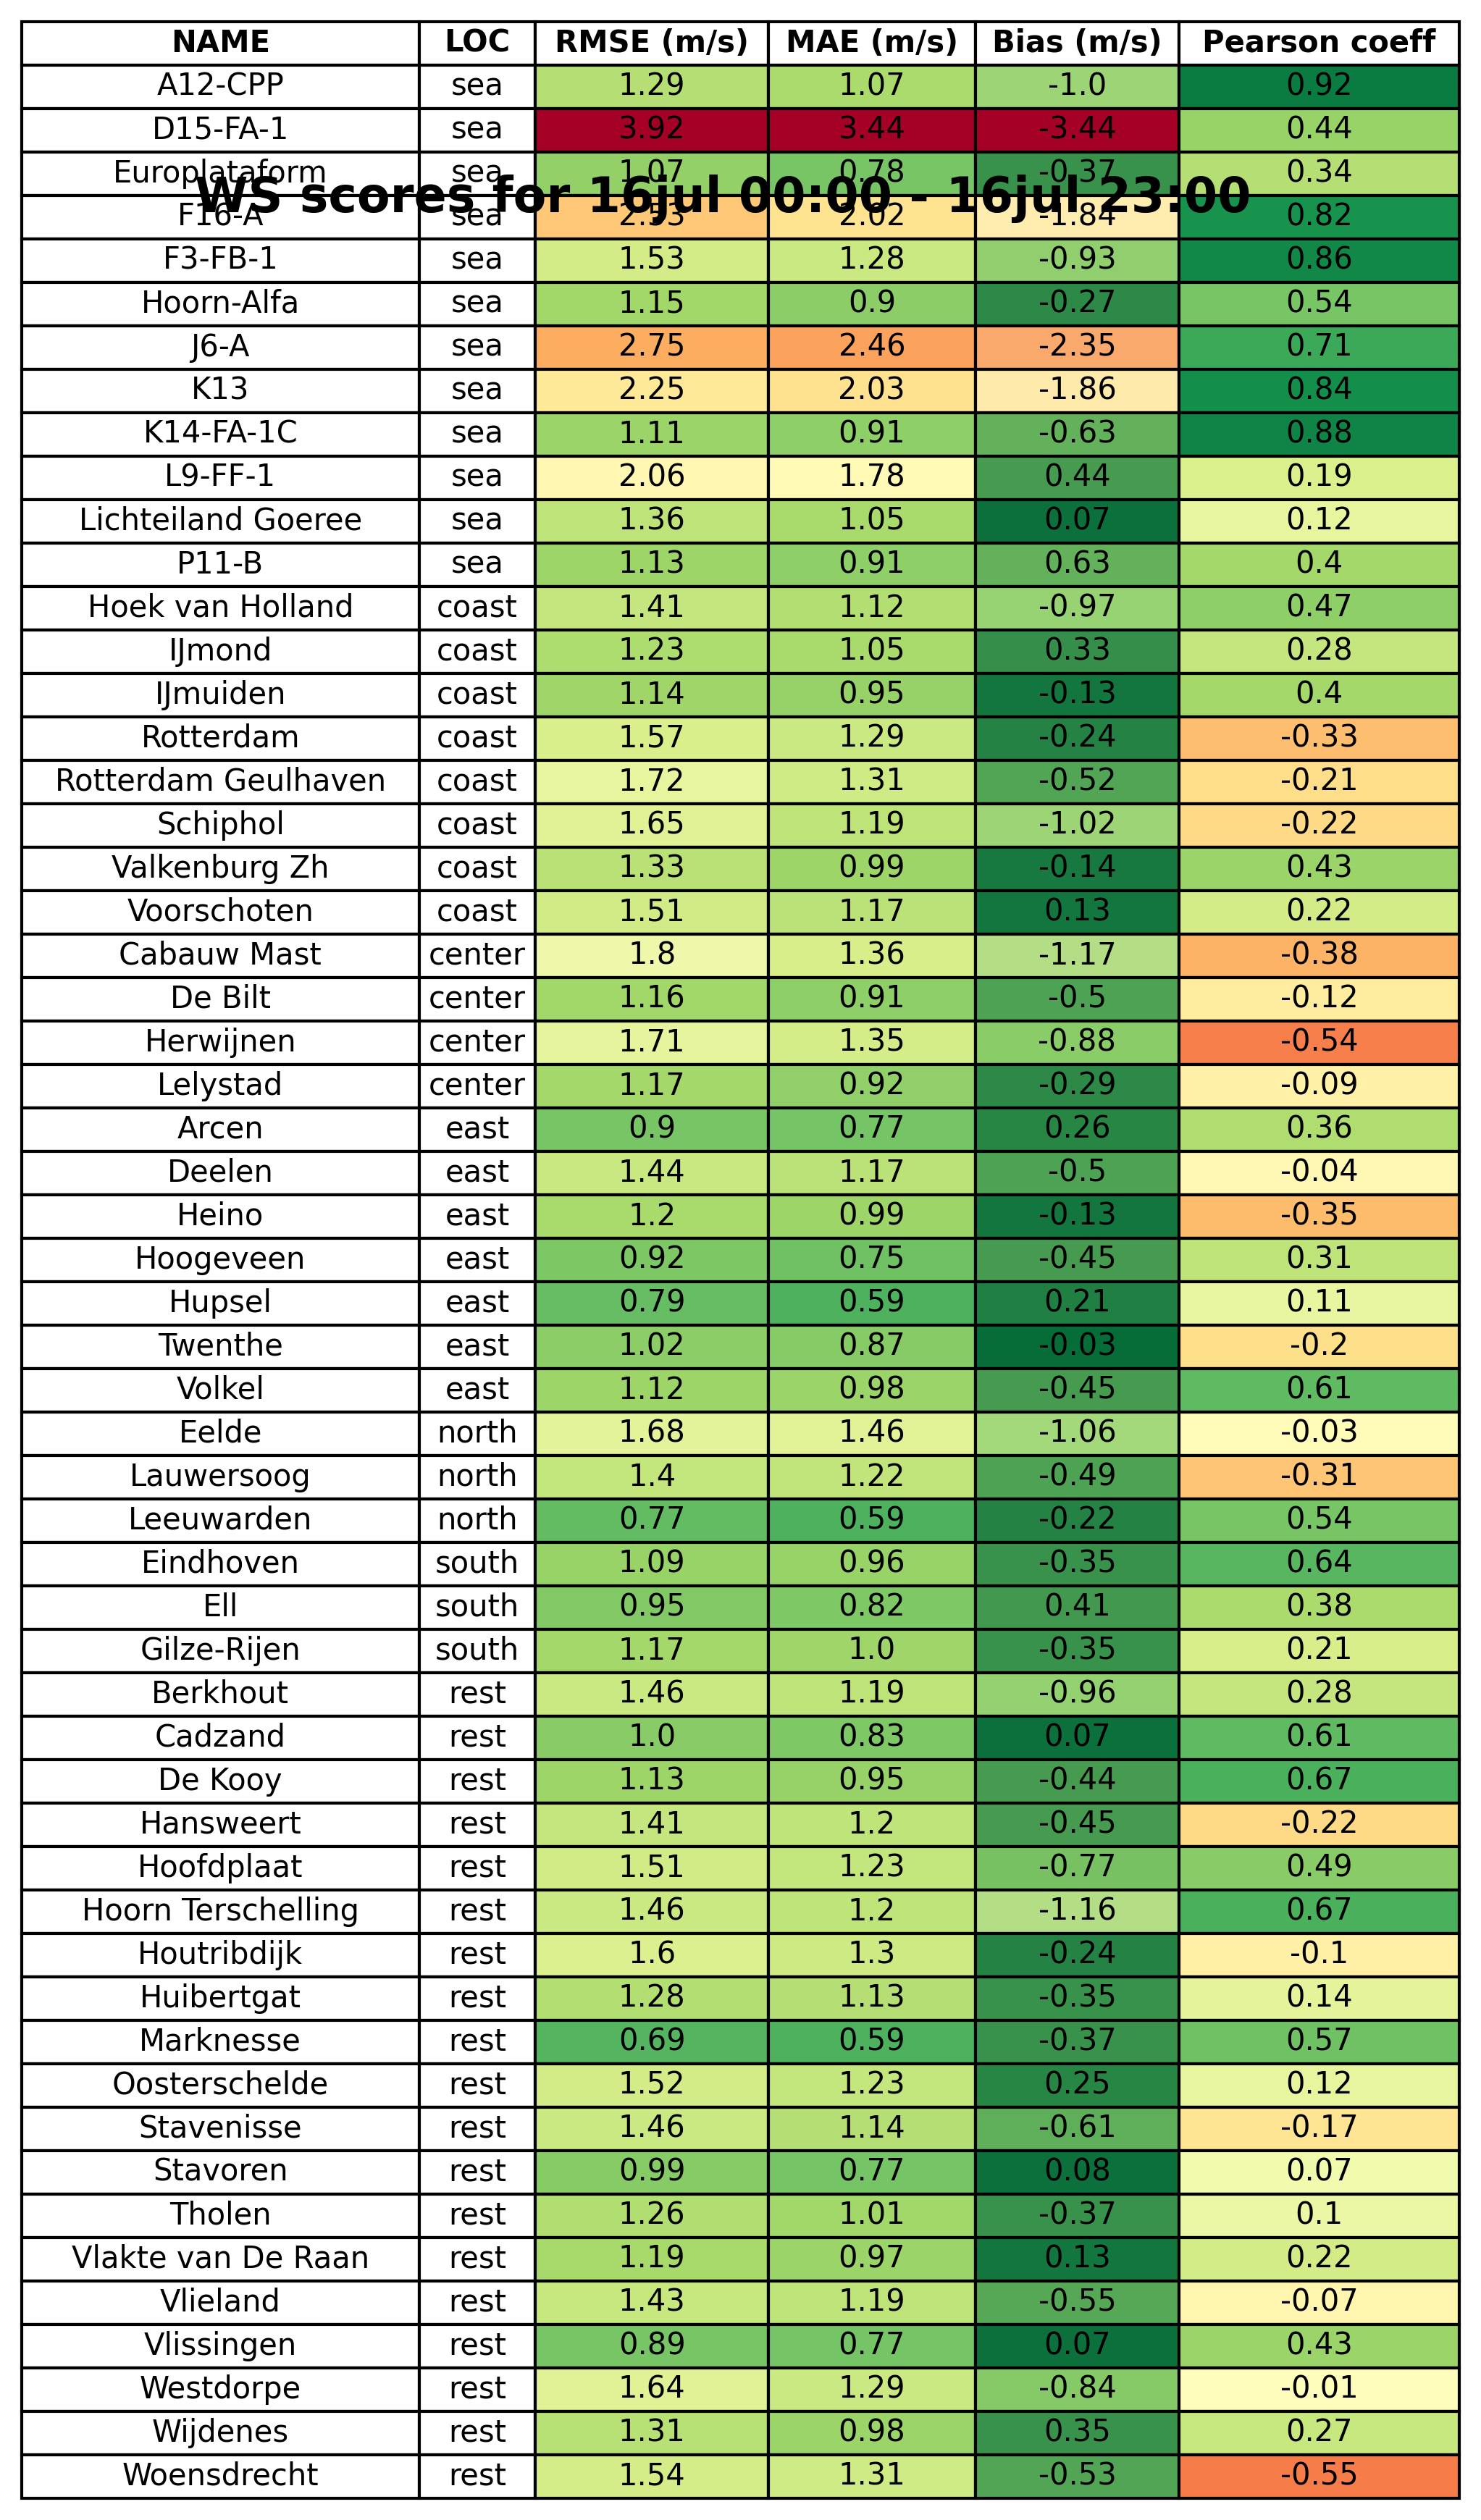 NAME LOC RMSE (m/s) MAE (m/s) Bias (m/s) Pearson coeff
A12-CPP sea 1.29 1.07 -1.0 0.92
D15-FA-1 sea 3.92 3.44 -3.44 0.44
Europlataform sea 1.07 0.78 -0.37 0.34
WS scores for 16jul 00:00 - 16jul 23:00
F16-A sea 2.53 2.02 -1.84 0.82
F3-FB-1 sea 1.53 1.28 -0.93 0.86
Hoorn-Alfa sea 1.15 0.9 -0.27 0.54
J6-A sea 2.75 2.46 -2.35 0.71
K13 sea 2.25 2.03 -1.86 0.84
K14-FA-1C sea 1.11 0.91 -0.63 0.88
L9-FF-1 sea 2.06 1.78 0.44 0.19
Lichteiland Goeree sea 1.36 1.05 0.07 0.12
P11-B sea 1.13 0.91 0.63 0.4
Hoek van Holland coast 1.41 1.12 -0.97 0.47
IJmond coast 1.23 1.05 0.33 0.28
IJmuiden coast 1.14 0.95 -0.13 0.4
Rotterdam coast 1.57 1.29 -0.24 -0.33
Rotterdam Geulhaven coast 1.72 1.31 -0.52 -0.21
Schiphol coast 1.65 1.19 -1.02 -0.22
Valkenburg Zh coast 1.33 0.99 -0.14 0.43
Voorschoten coast 1.51 1.17 0.13 0.22
Cabauw Mast center 1.8 1.36 -1.17 -0.38
De Bilt center 1.16 0.91 -0.5 -0.12
Herwijnen center 1.71 1.35 -0.88 -0.54
Lelystad center 1.17 0.92 -0.29 -0.09
Arcen east 0.9 0.77 0.26 0.36
Deelen east 1.44 1.17 -0.5 -0.04
Heino east 1.2 0.99 -0.13 -0.35
Hoogeveen east 0.92 0.75 -0.45 0.31
Hupsel east 0.79 0.59 0.21 0.11
Twenthe east 1.02 0.87 -0.03 -0.2
Volkel east 1.12 0.98 -0.45 0.61
Eelde north 1.68 1.46 -1.06 -0.03
Lauwersoog north 1.4 1.22 -0.49 -0.31
Leeuwarden north 0.77 0.59 -0.22 0.54
Eindhoven south 1.09 0.96 -0.35 0.64
Ell south 0.95 0.82 0.41 0.38
Gilze-Rijen south 1.17 1.0 -0.35 0.21
Berkhout rest 1.46 1.19 -0.96 0.28
Cadzand rest 1.0 0.83 0.07 0.61
De Kooy rest 1.13 0.95 -0.44 0.67
Hansweert rest 1.41 1.2 -0.45 -0.22
Hoofdplaat rest 1.51 1.23 -0.77 0.49
Hoorn Terschelling rest 1.46 1.2 -1.16 0.67
Houtribdijk rest 1.6 1.3 -0.24 -0.1
Huibertgat rest 1.28 1.13 -0.35 0.14
Marknesse rest 0.69 0.59 -0.37 0.57
Oosterschelde rest 1.52 1.23 0.25 0.12
Stavenisse rest 1.46 1.14 -0.61 -0.17
Stavoren rest 0.99 0.77 0.08 0.07
Tholen rest 1.26 1.01 -0.37 0.1
Vlakte van De Raan rest 1.19 0.97 0.13 0.22
Vlieland rest 1.43 1.19 -0.55 -0.07
Vlissingen rest 0.89 0.77 0.07 0.43
Westdorpe rest 1.64 1.29 -0.84 -0.01
Wijdenes rest 1.31 0.98 0.35 0.27
Woensdrecht rest 1.54 1.31 -0.53 -0.55